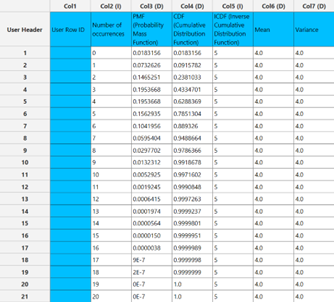 Col1 Col2 (I) Col3 (D) Col4 (D) Col5 (I) Col6 (D) Col7 (D)
User Header User Row ID Number of occurrences PMF (Probability Mass Function) CDF (Cumulative Distribution Function) ICDF (Inverse Cumulative Distribution Function) Mean Variance
1 0 0.0183156 0.0183156 5 4.0 4.0
2 1 0.0732626 0.0915782 5 4.0 4.0
3 2 0.1465251 0.2381033 5 4.0 4.0
4 3 0.1953668 0.4334701 5 4.0 4.0
5 4 0.1953668 0.6288369 5 4.0 4.0
6 5 0.1562935 0.7851304 5 4.0 4.0
7 6 0.1041956 0.889326 5 4.0 4.0
8 7 0.0595404 0.9488664 5 4.0 4.0
9 8 0.0297702 0.9786366 5 4.0 4.0
10 9 0.0132312 0.9918678 5 4.0 4.0
11 10 0.0052925 0.9971602 5 4.0 4.0
12 11 0.0019245 0.9990848 5 4.0 4.0
13 12 0.0006415 0.9997263 5 4.0 4.0
14 13 0.0001974 0.9999237 5 4.0 4.0
15 14 0.0000564 0.9999801 5 4.0 4.0
16 15 0.0000150 0.9999951 5 4.0 4.0
17 16 0.0000038 0.9999989 5 4.0 4.0
18 17 9E-7 0.9999998 5 4.0 4.0
19 18 2E-7 0.9999999 5 4.0 4.0
20 19 0E-7 1.0 5 4.0 4.0
21 20 0E-7 1.0 5 4.0 4.0